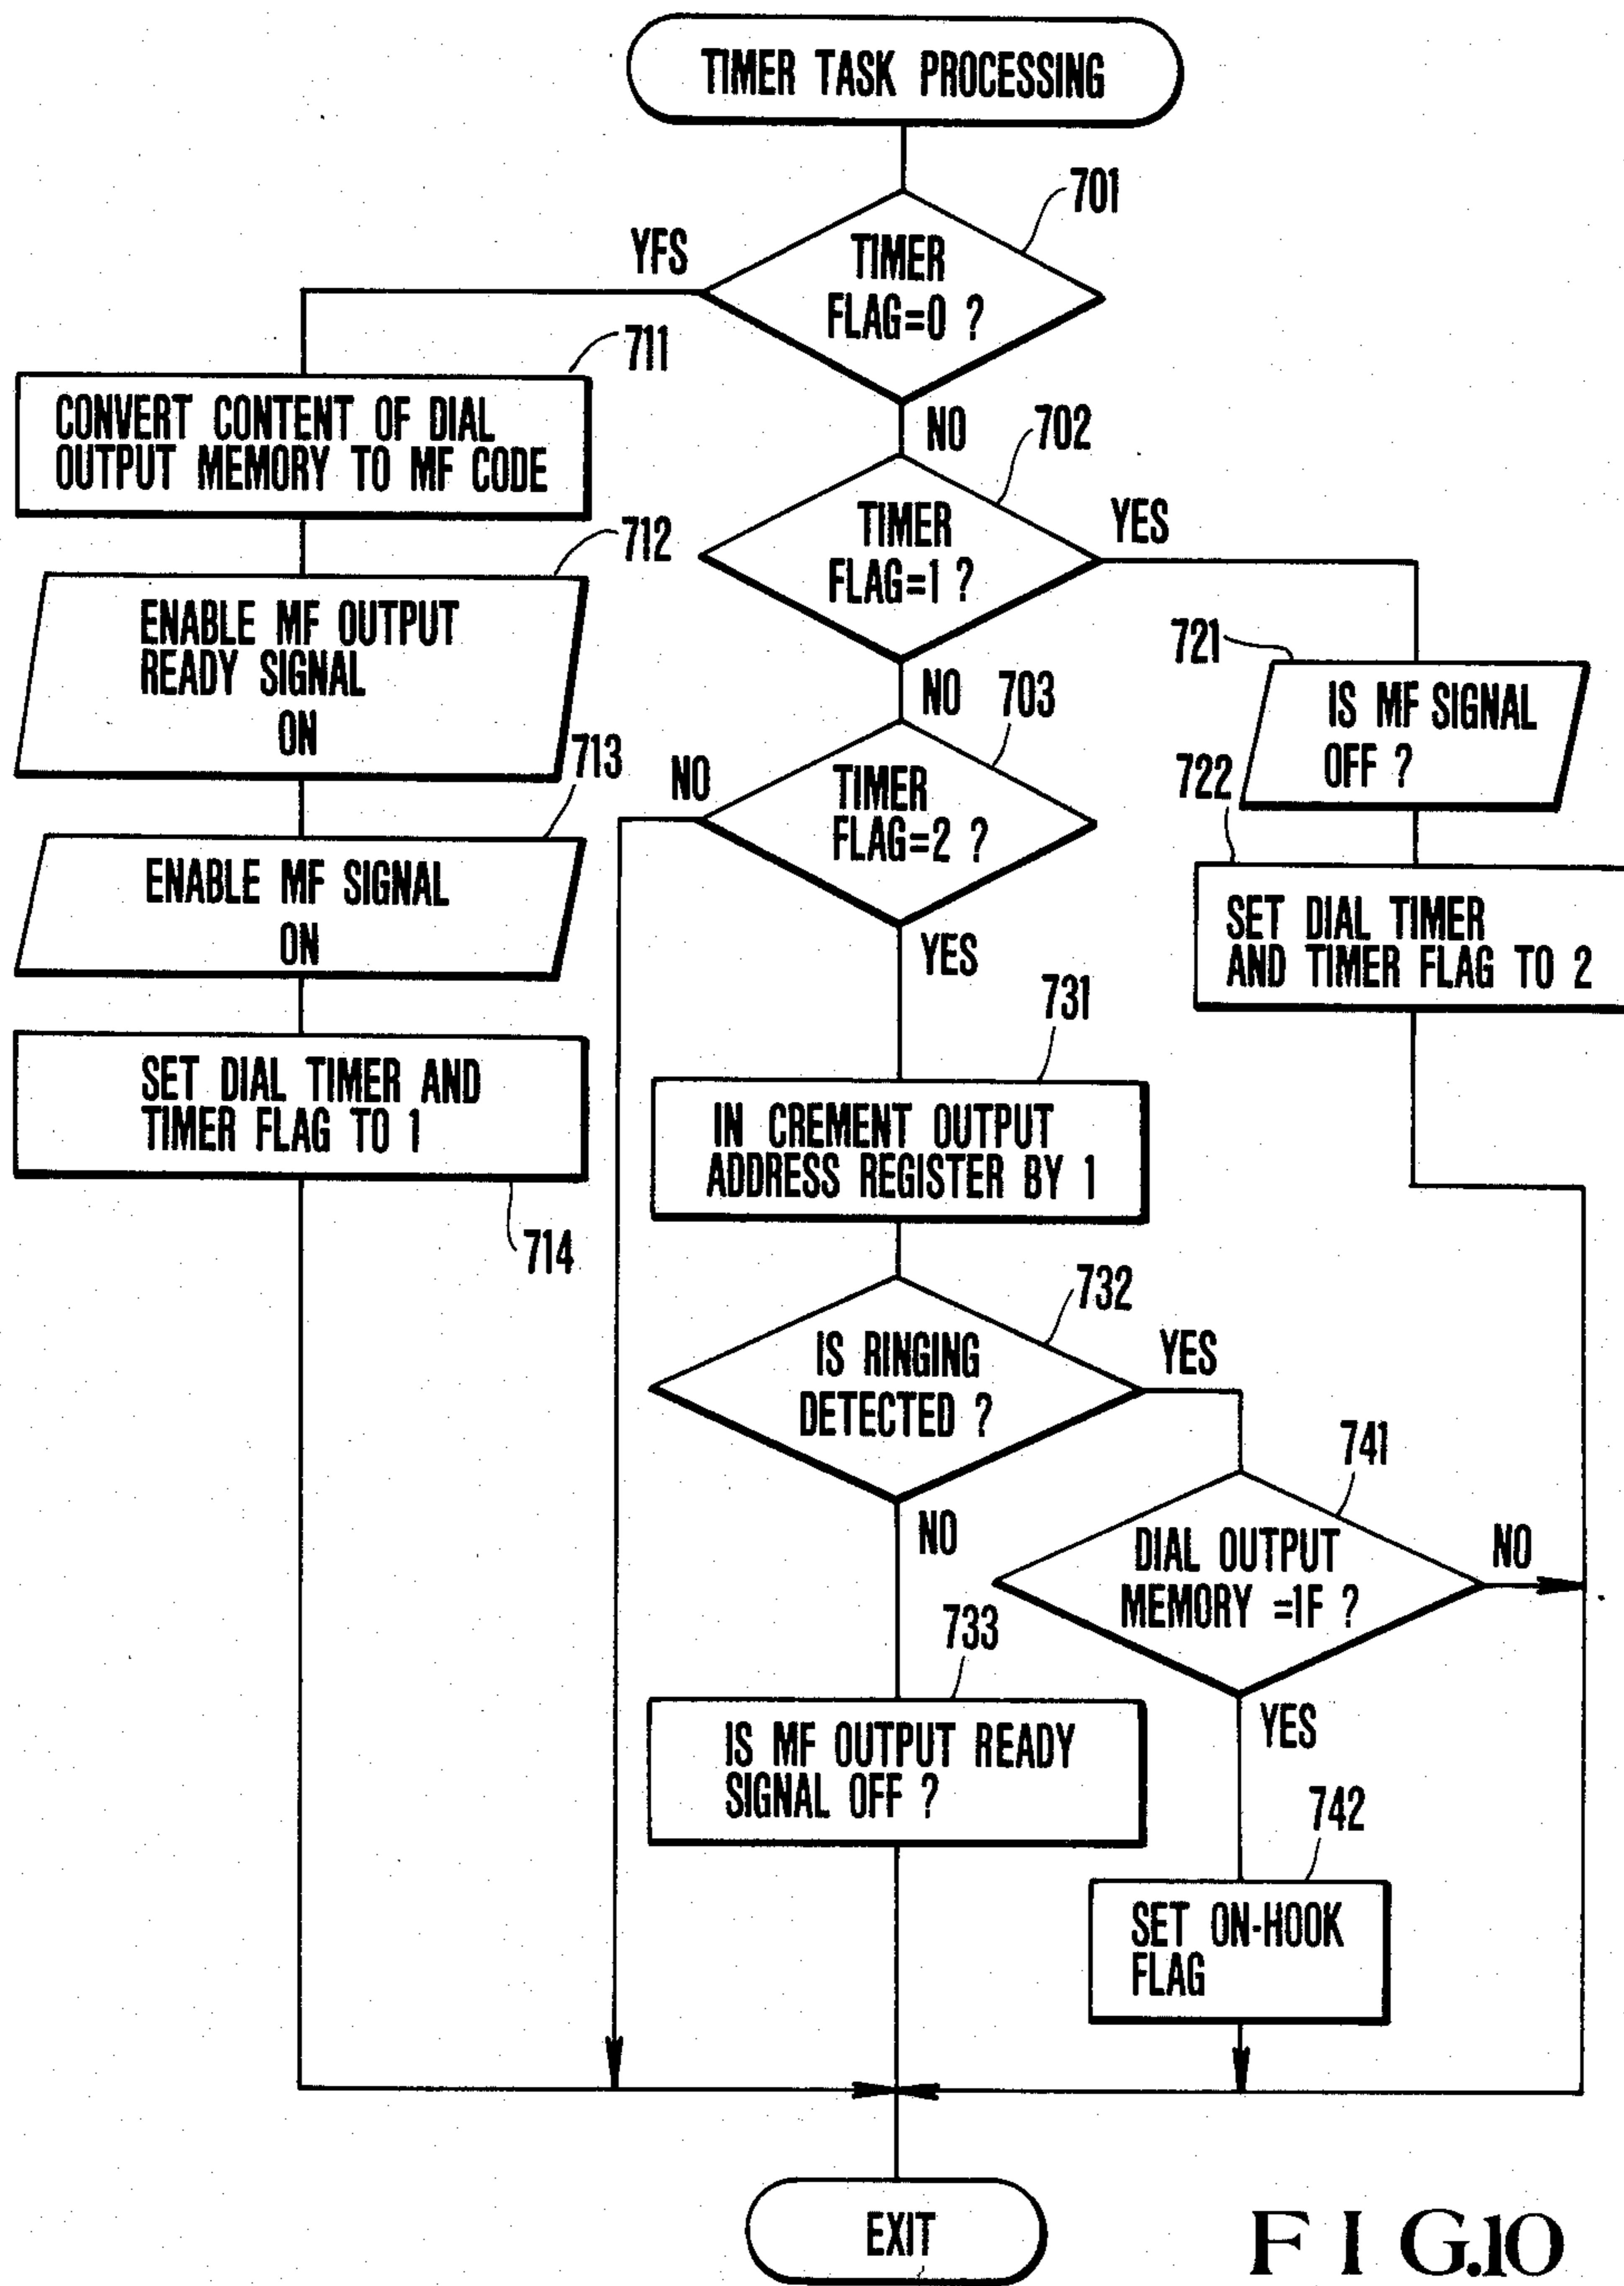 TIMER TASK PROCESSING
701
YFS
TIMER
FLAG=0 ?
711
CONVERT CONTENT OF DIAL
OUTPUT MEMORY TO MF CODE
NO
702
TIMER
FLAG=1 ?
YES
712
ENABLE MF OUTPUT
READY SIGNAL
ON
721
IS MF SIGNAL
OFF ?
NO
703
713
NO
TIMER
FLAG=2 ?
722
ENABLE MF SIGNAL
ON
SET DIAL TIMER
AND TIMER FLAG TO 2
YES
731
SET DIAL TIMER AND
TIMER FLAG TO 1
714
IN CREMENT OUTPUT
ADDRESS REGISTER BY 1
732
IS RINGING
DETECTED ?
YES
741
NO
DIAL OUTPUT
MEMORY =1F ?
NO
733
IS MF OUTPUT READY
SIGNAL OFF ?
YES
742
SET ON-HOOK
FLAG
EXIT
FIG.10